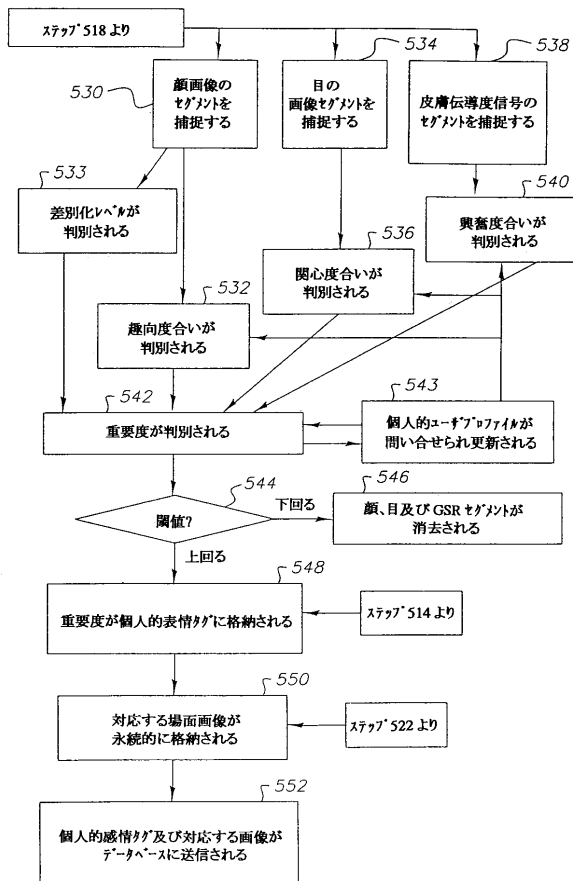 ステップ518より
530
534
538
顔画像の
セグメントを
捕捉する
目の
画像セグメントを
捕捉する
皮膚伝導度信号の
セグメントを捕捉する
533
540
差別化レベルが
判別される
興奮度合いが
判別される
536
関心度合いが
判別される
532
趣向度合いが
判別される
542
543
重要度が判別される
個人的ユーザプロファイルが
問い合せられ更新される
544
546
閾値?
下回る
顔、目及びGSRセグメントが
消去される
上回る
548
重要度が個人的表情タグに格納される
ステップ514より
550
対応する場面画像が
永続的に格納される
ステップ522より
552
個人的感情タグ及び対応する画像が
データベースに送信される